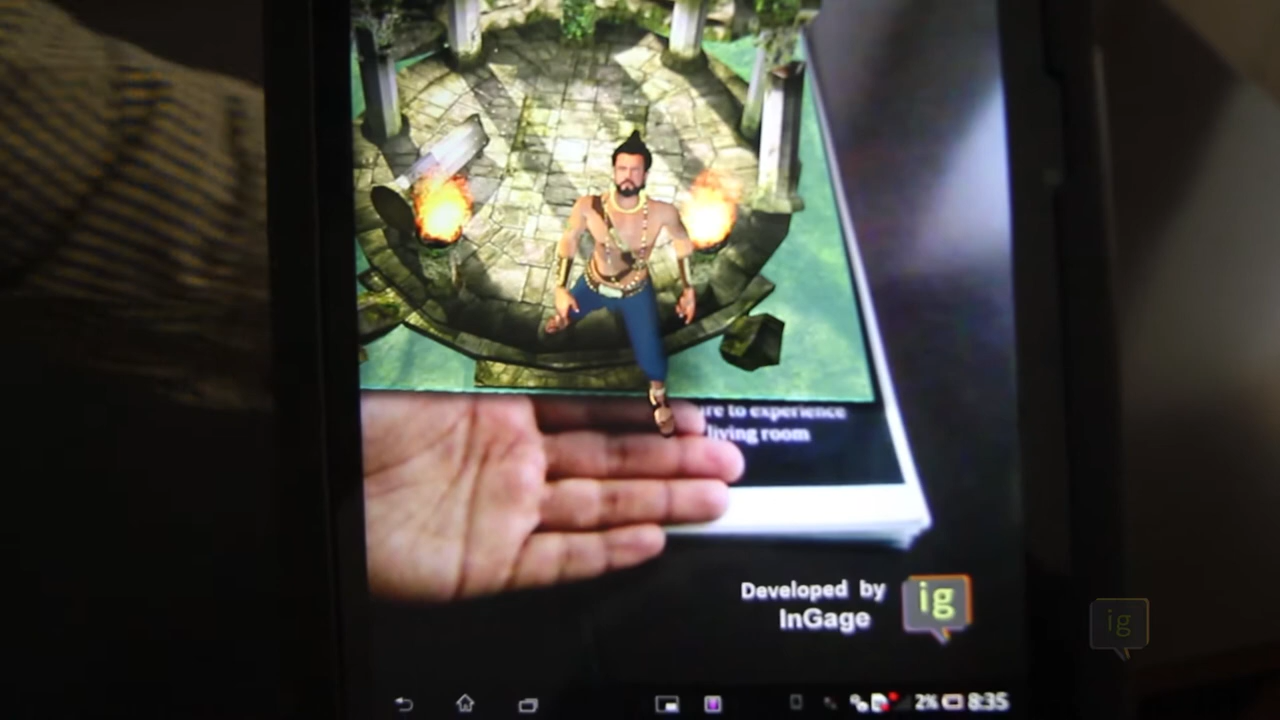 re to experience
living room
Developed by
InGage
ig
ig
2% 8:35